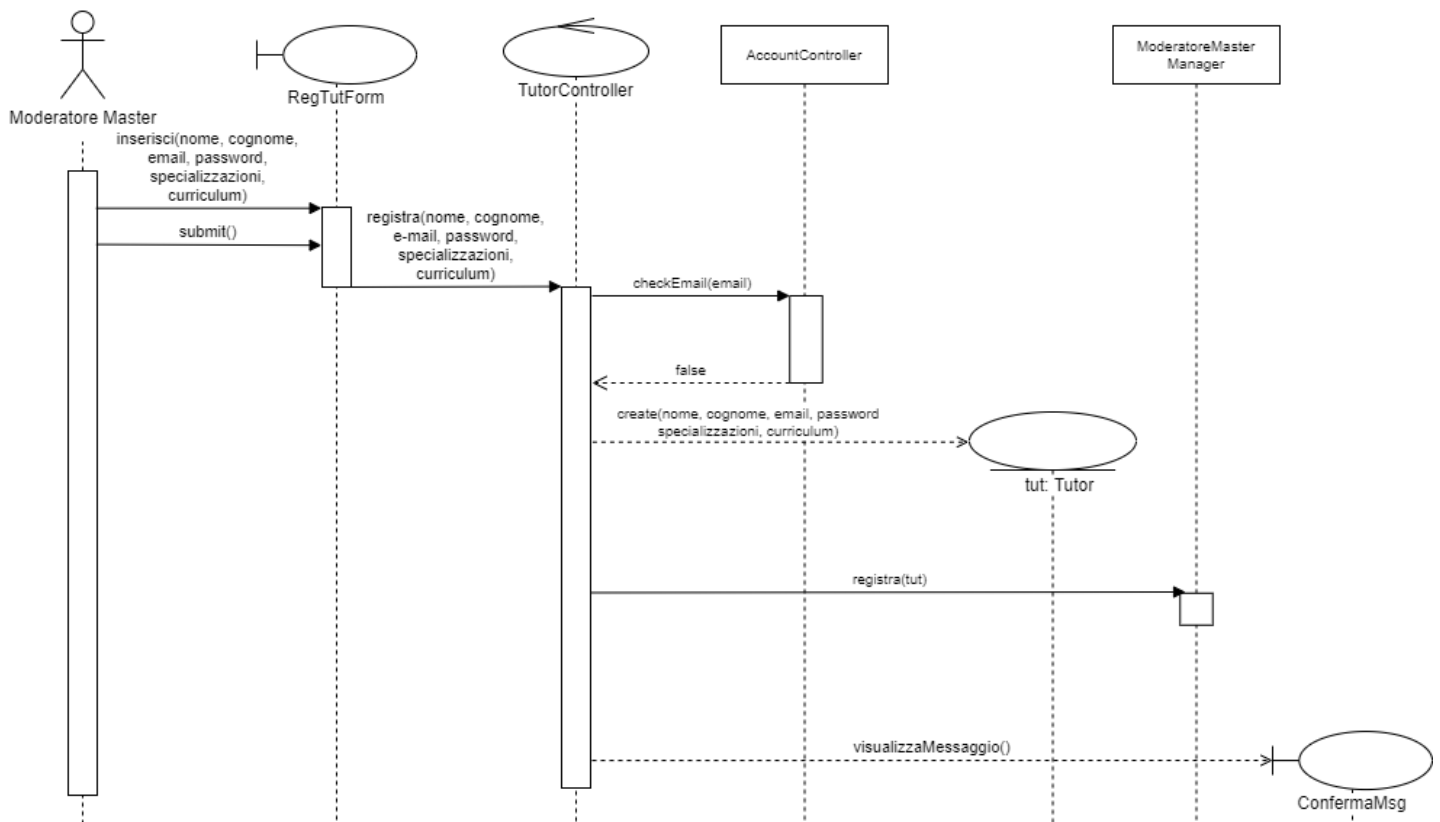 AccountController
ModeratoreMaster
Manager
RegTutForm
TutorController
Moderatore Master
inserisci(nome, cognome,
email, password,
specializzazioni,
curriculum)
submit()
registra(nome, cognome,
e-mail, password,
specializzazioni,
curriculum)
checkEmail(email)
false
create(nome, cognome, email, password
specializzazioni, curriculum)
tut: Tutor
registra(tut)
visualizzaMessaggio()
ConfermaMsg